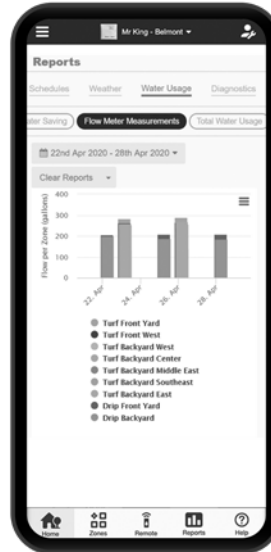 Mr King - Belmont
Reports
Schedules Weather Water Usage Diagnostics
ter Saving Flow Meter Measurements Total Water Usage
22nd Apr 2020 - 28th Apr 2020
Clear Reports
Flow per Zone (gallons)
400
300
200
100
0
22. Apr 24. Apr 26. Apr 28. Apr
Turf Front Yard
Turf Front West
Turf Backyard West
Turf Backyard Center
Turf Backyard Middle East
Turf Backyard Southeast
Turf Backyard East
Drip Front Yard
Drip Backyard
Home Zones Remote Reports Help